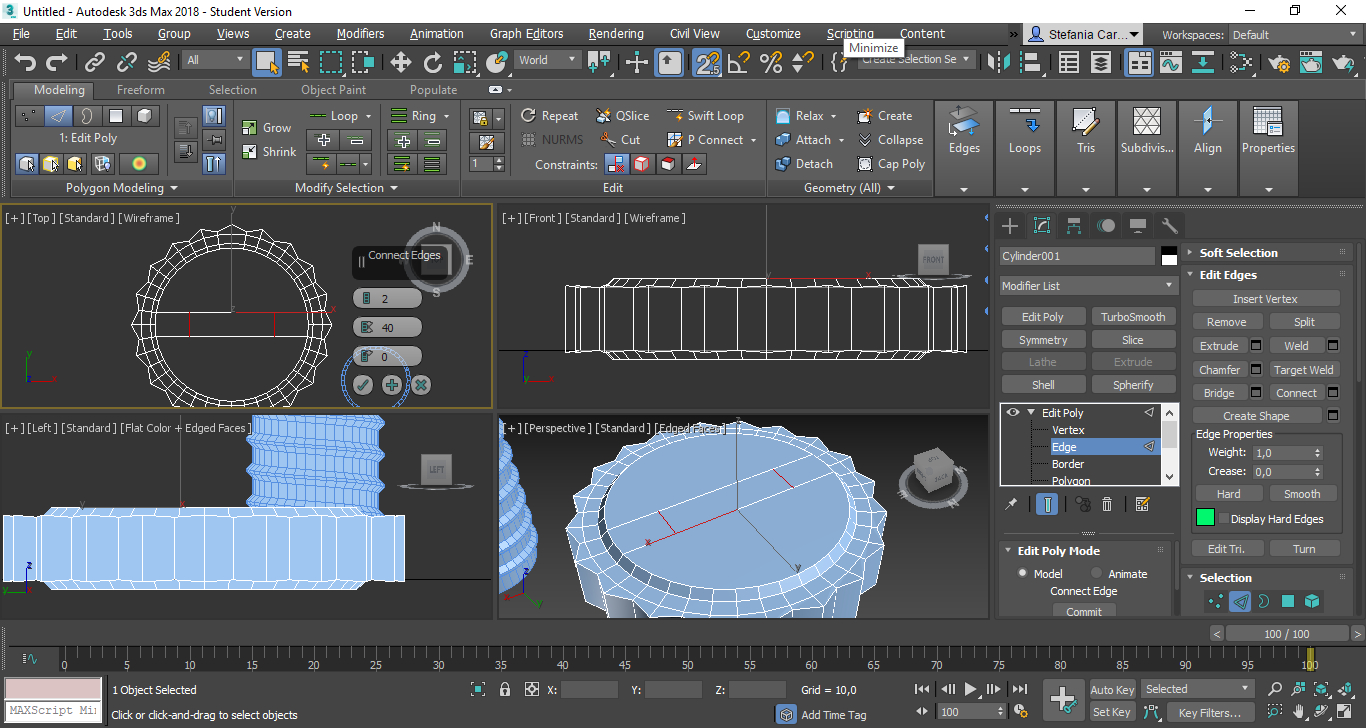 Untitled - Autodesk 3ds Max 2018 - Student Version
File Edit Tools Group Views Create Modifiers Animation Graph Editors Rendering Civil View Customize Scripting Content » Stefania Car... Workspaces: Default
Minimize
All World Create Selection Se
Modeling Freeform Selection Object Paint Populate
Loop Ring Repeat QSlice Swift Loop Relax Create
1: Edit Poly Grow NURMS Cut P Connect Attach Collapse Edges Loops Tris Subdivis... Align Properties
Shrink 1 Constraints: Detach Cap Poly
Polygon Modeling Modify Selection Edit Geometry (All)
[+] [Top] [Standard] [Wireframe]
N
E
S
Connect Edges
2
40
0
y
x
z
y
x
z
[+] [Front] [Standard] [Wireframe]
FRONT
y
x
z
y
x
[+] [Left] [Standard] [Flat Color + Edged Faces]
LEFT
y
x
z
y
[+] [Perspective] [Standard] [Edged Faces]
z
x
y
z
x
y
Cylinder001
Modifier List
Edit Poly TurboSmooth
Symmetry Slice
Lathe Extrude
Shell Spherify
Edit Poly
Vertex
Edge
Border
Polygon
Edit Poly Mode
Model Animate
Connect Edge
Commit
Soft Selection
Edit Edges
Insert Vertex
Remove Split
Extrude Weld
Chamfer Target Weld
Bridge Connect
Create Shape
Edge Properties
Weight: 1,0
Crease: 0,0
Hard Smooth
Display Hard Edges
Edit Tri. Turn
Selection
< 100 / 100 >
0 5 10 15 20 25 30 35 40 45 50 55 60 65 70 75 80 85 90 95 100
1 Object Selected X: Y: Z: Grid = 10,0 Auto Key Selected
MAXScript Mi
Click or click-and-drag to select objects Add Time Tag 100 Set Key Key Filters...